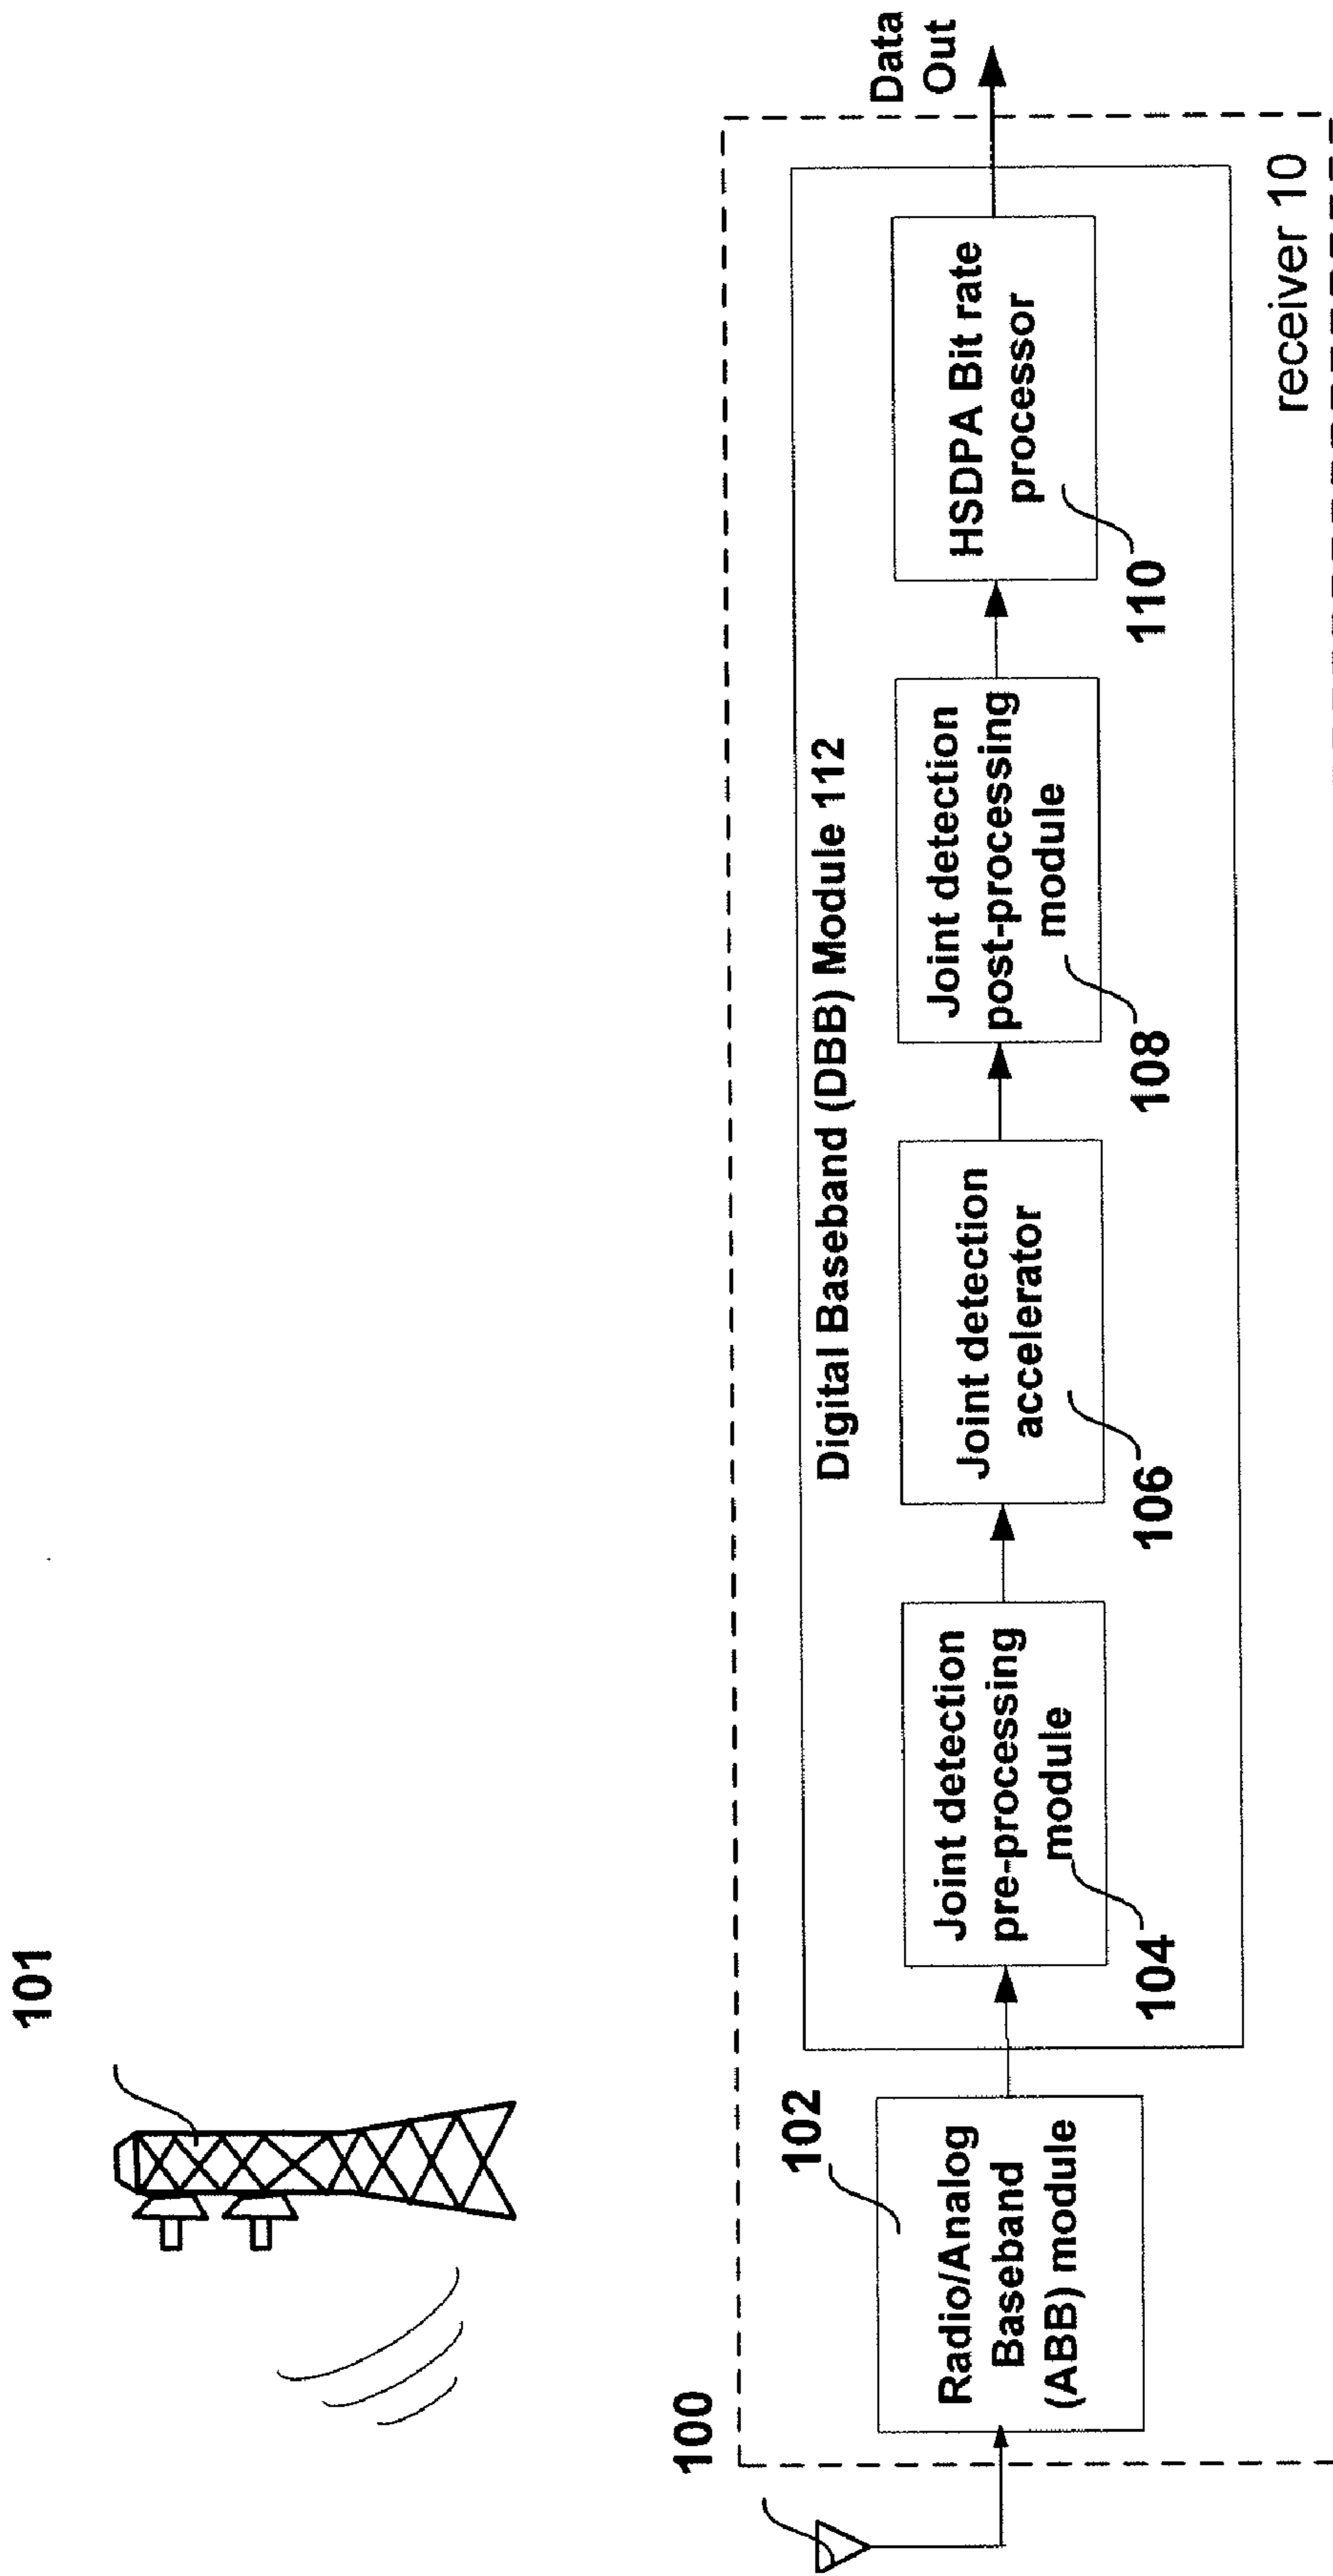 101
100
102
Radio/Analog
Baseband
(ABB) module
Digital Baseband (DBB) Module 112
Joint detection
pre-processing
module
104
Joint detection
accelerator
106
Joint detection
post-processing
module
108
HSDPA Bit rate
processor
110
Data
Out
receiver 10